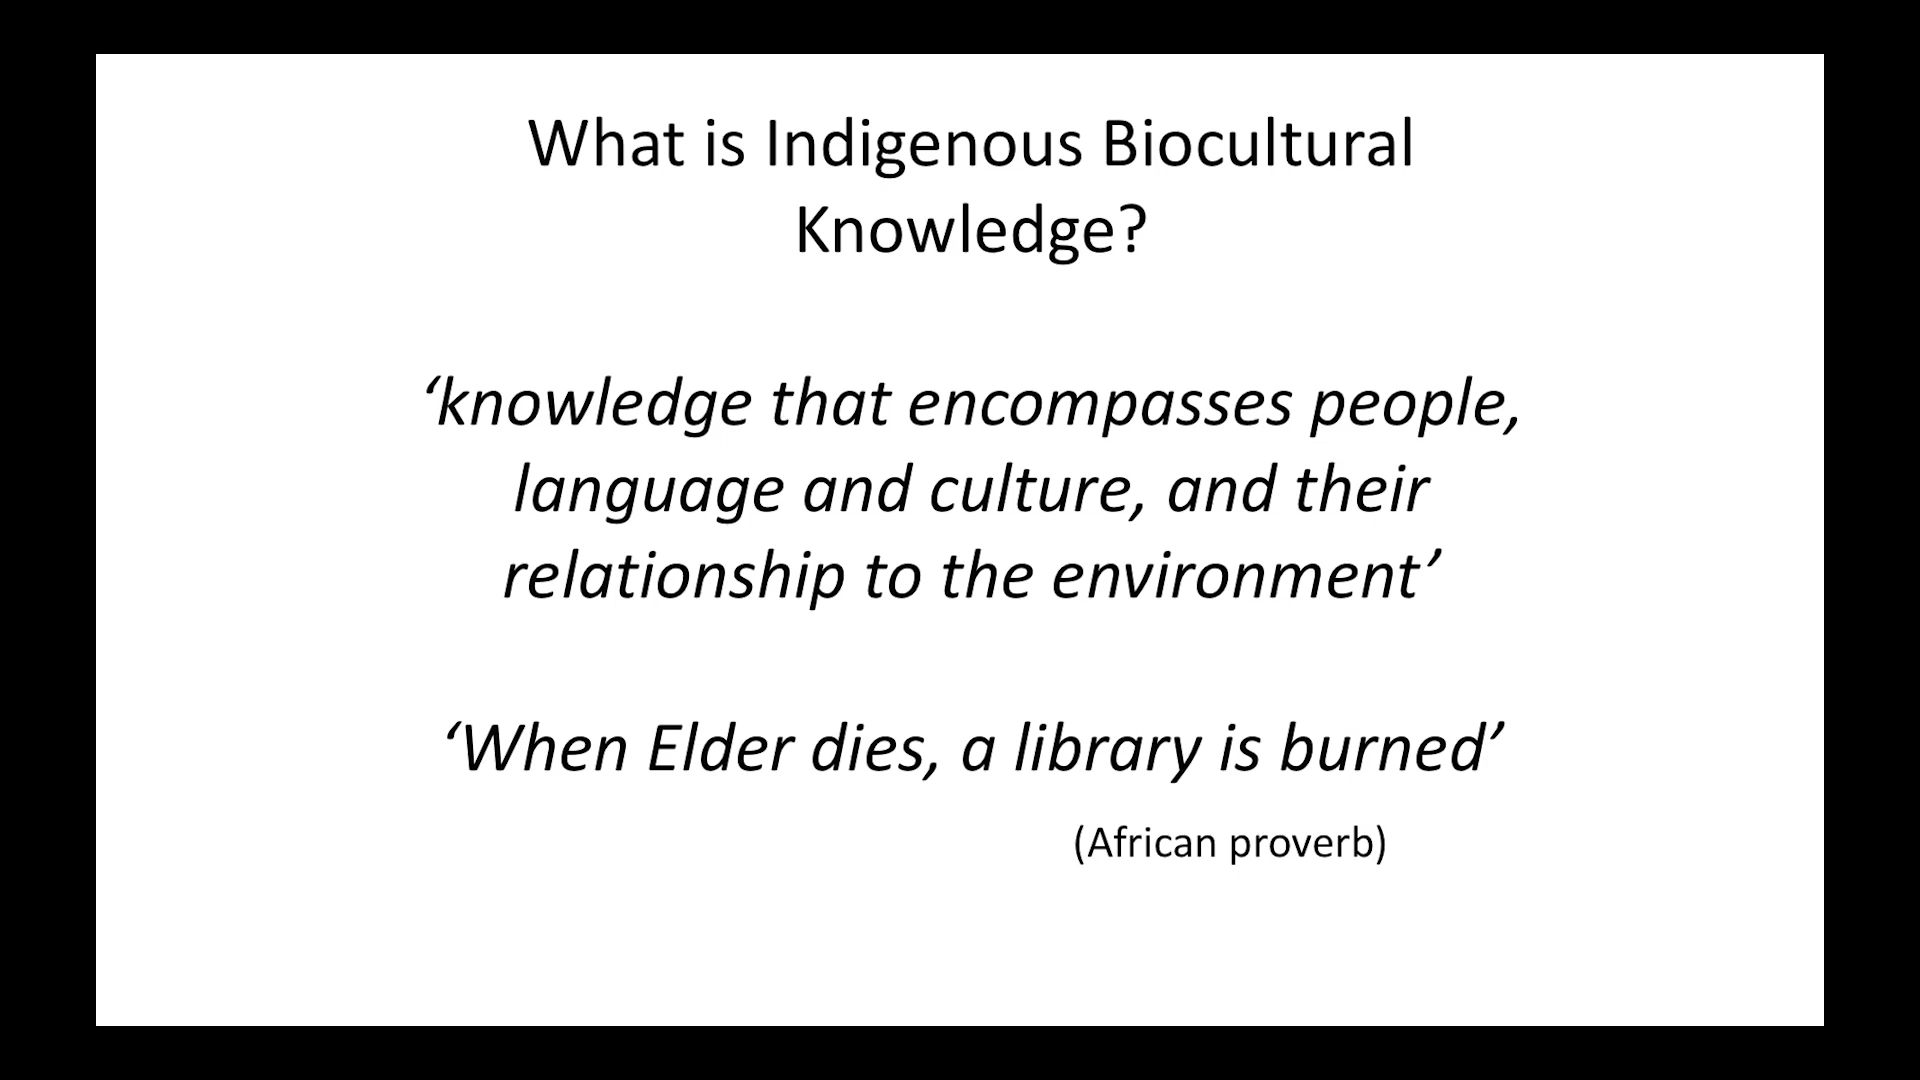 What is Indigenous Biocultural
Knowledge?
‘knowledge that encompasses people,
language and culture, and their
relationship to the environment’
‘When Elder dies, a library is burned’
(African proverb)